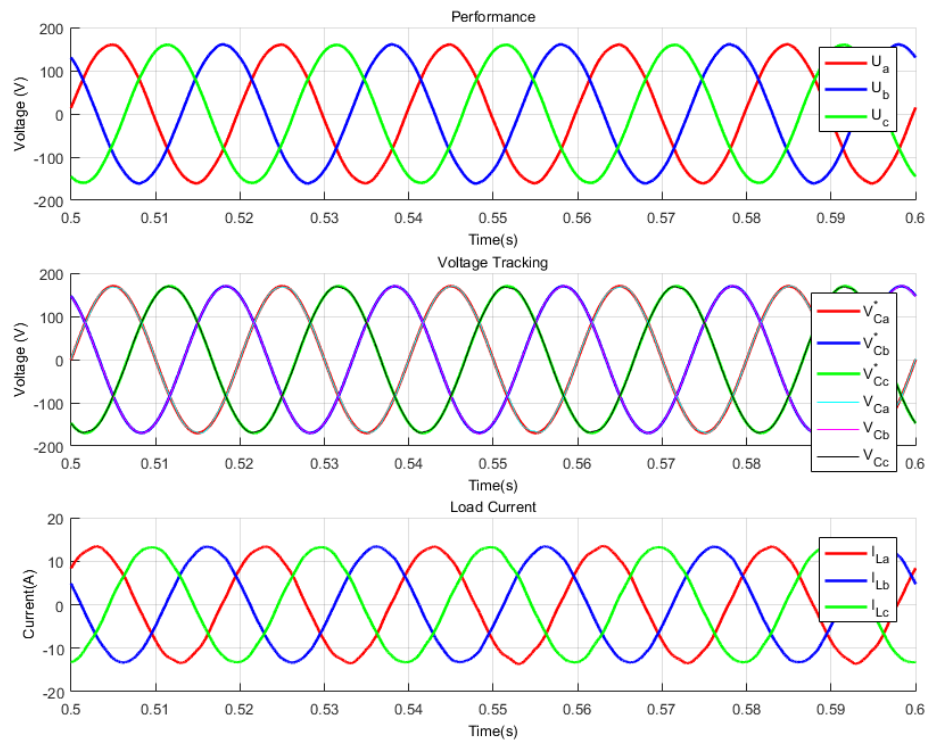 Performance
200
100
0
-100
-200
Voltage (V)
U_a
U_b
U_c
0.5 0.51 0.52 0.53 0.54 0.55 0.56 0.57 0.58 0.59 0.6
Time(s)
Voltage Tracking
200
100
0
-100
-200
Voltage (V)
V*_Ca
V*_Cb
V*_Cc
V_Ca
V_Cb
V_Cc
0.5 0.51 0.52 0.53 0.54 0.55 0.56 0.57 0.58 0.59 0.6
Time(s)
Load Current
20
10
0
-10
-20
Current(A)
I_La
I_Lb
I_Lc
0.5 0.51 0.52 0.53 0.54 0.55 0.56 0.57 0.58 0.59 0.6
Time(s)